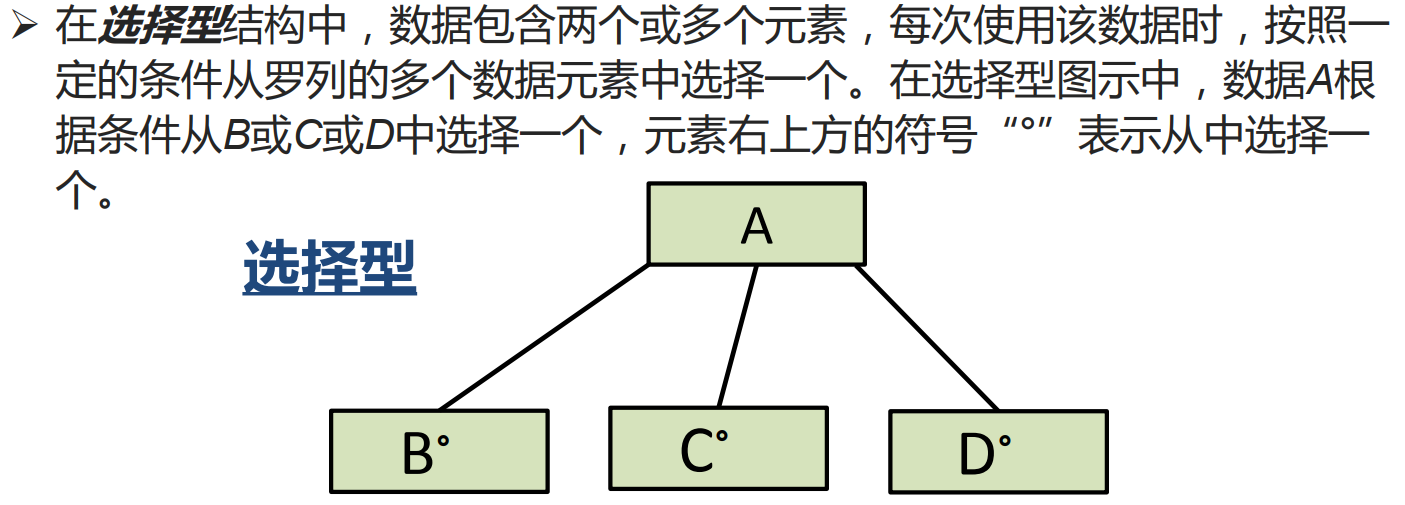 ➢ 在选择型结构中，数据包含两个或多个元素，每次使用该数据时，按照一
定的条件从罗列的多个数据元素中选择一个。在选择型图示中，数据A根
据条件从B或C或D中选择一个，元素右上方的符号“°”表示从中选择一
个。
A
选择型
B° C° D°